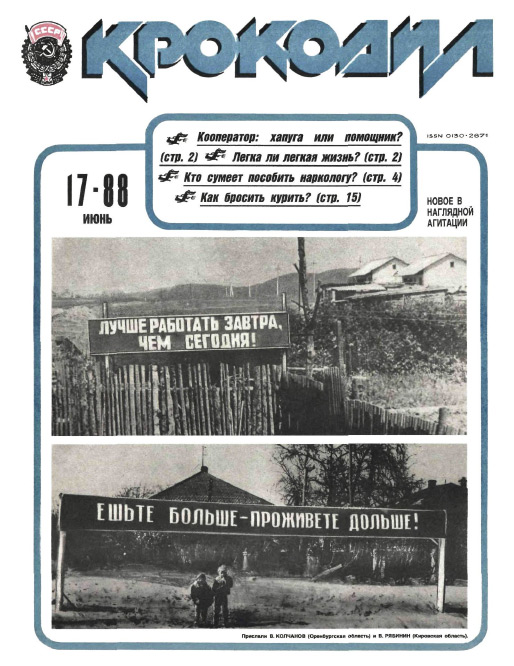 СССР
КРОКОДИЛ
Кооператор: хапуга или помощник?
(стр. 2) Легка ли легкая жизнь? (стр. 2)
Кто сумеет пособить наркологу? (стр. 4)
Как бросить курить? (стр. 15)
ISSN 0130-2671
17-88
ИЮНЬ
НОВОЕ В
НАГЛЯДНОЙ
АГИТАЦИИ
ЛУЧШЕ РАБОТАТЬ ЗАВТРА,
ЧЕМ СЕГОДНЯ!
ЕШЬТЕ БОЛЬШЕ-ПРОЖИВЕТЕ ДОЛЬШЕ!
Прислали В. КОЛЧАНОВ (Оренбургская область) и В. РЯБИНИН (Кировская область).